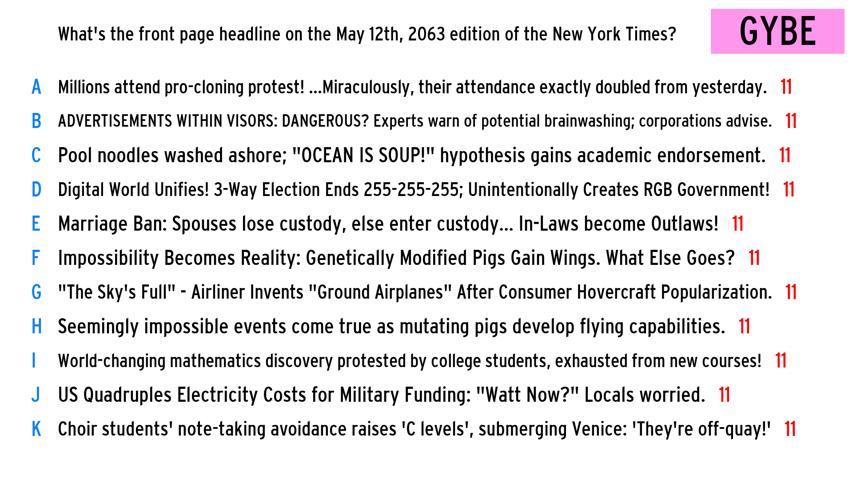 What's the front page headline on the May 12th, 2063 edition of the New York Times? GYBE
A Millions attend pro-cloning protest! ...Miraculously, their attendance exactly doubled from yesterday. 11
B ADVERTISEMENTS WITHIN VISORS: DANGEROUS? Experts warn of potential brainwashing; corporations advise. 11
C Pool noodles washed ashore; "OCEAN IS SOUP!" hypothesis gains academic endorsement. 11
D Digital World Unifies! 3-Way Election Ends 255-255-255; Unintentionally Creates RGB Government! 11
E Marriage Ban: Spouses lose custody, else enter custody... In-Laws become Outlaws! 11
F Impossibility Becomes Reality: Genetically Modified Pigs Gain Wings. What Else Goes? 11
G "The Sky's Full" - Airliner Invents "Ground Airplanes" After Consumer Hovercraft Popularization. 11
H Seemingly impossible events come true as mutating pigs develop flying capabilities. 11
I World-changing mathematics discovery protested by college students, exhausted from new courses! 11
J US Quadruples Electricity Costs for Military Funding: "Watt Now?" Locals worried. 11
K Choir students' note-taking avoidance raises 'C levels', submerging Venice: 'They're off-quay!' 11